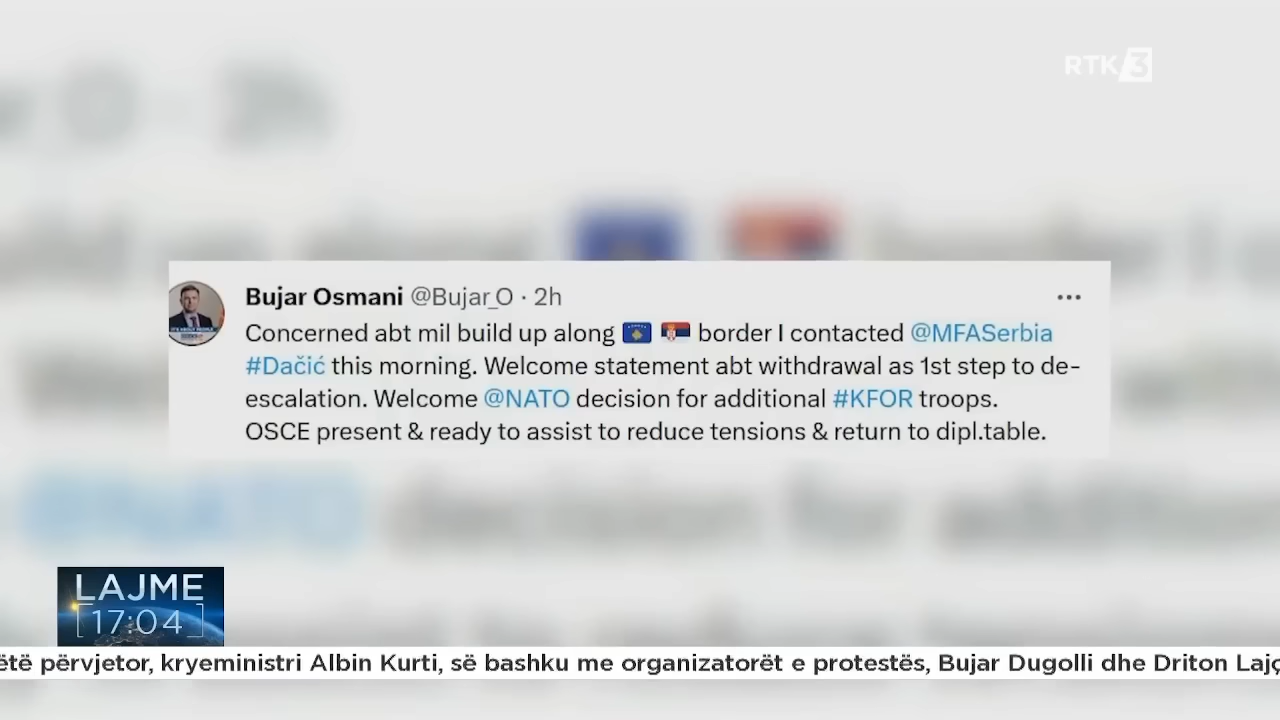 RTK 3
Bujar Osmani @Bujar_O · 2h
Concerned abt mil build up along 🇽🇰 🇷🇸 border I contacted @MFASerbia
#Dačić this morning. Welcome statement abt withdrawal as 1st step to de-
escalation. Welcome @NATO decision for additional #KFOR troops.
OSCE present & ready to assist to reduce tensions & return to dipl.table.
LAJME
17:04
përvjetor, kryeministri Albin Kurti, së bashku me organizatorët e protestës, Bujar Dugolli dhe Driton